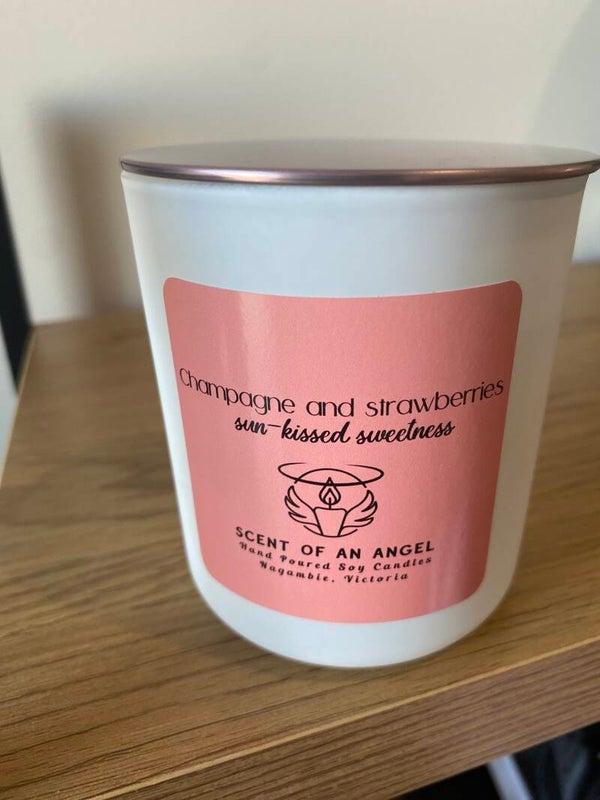 Champagne and strawberries
sun-kissed sweetness
SCENT OF AN ANGEL
Hand Poured Soy Candles
Nagambie, Victoria